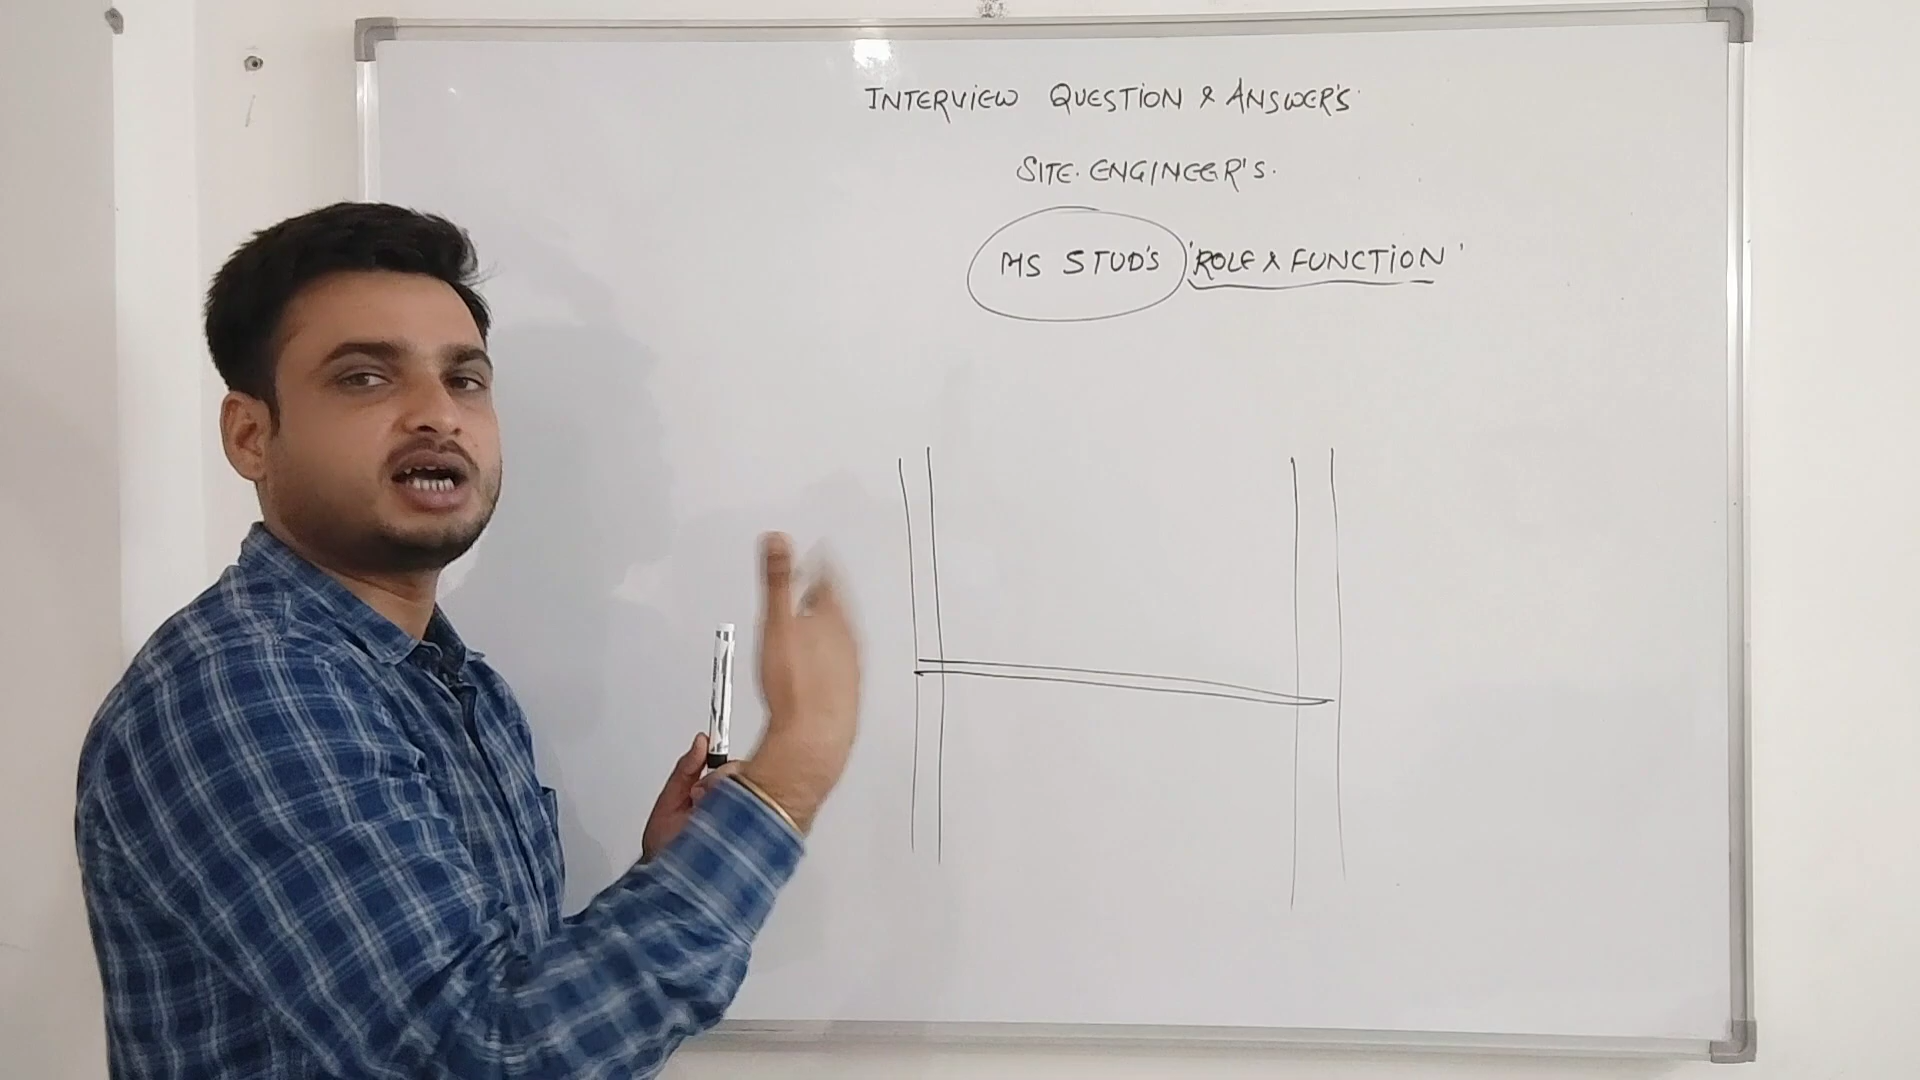 INTERVIEW QUESTION & ANSWER'S
SITE. ENGINEER'S.
MS STUD'S 'ROLE & FUNCTION'